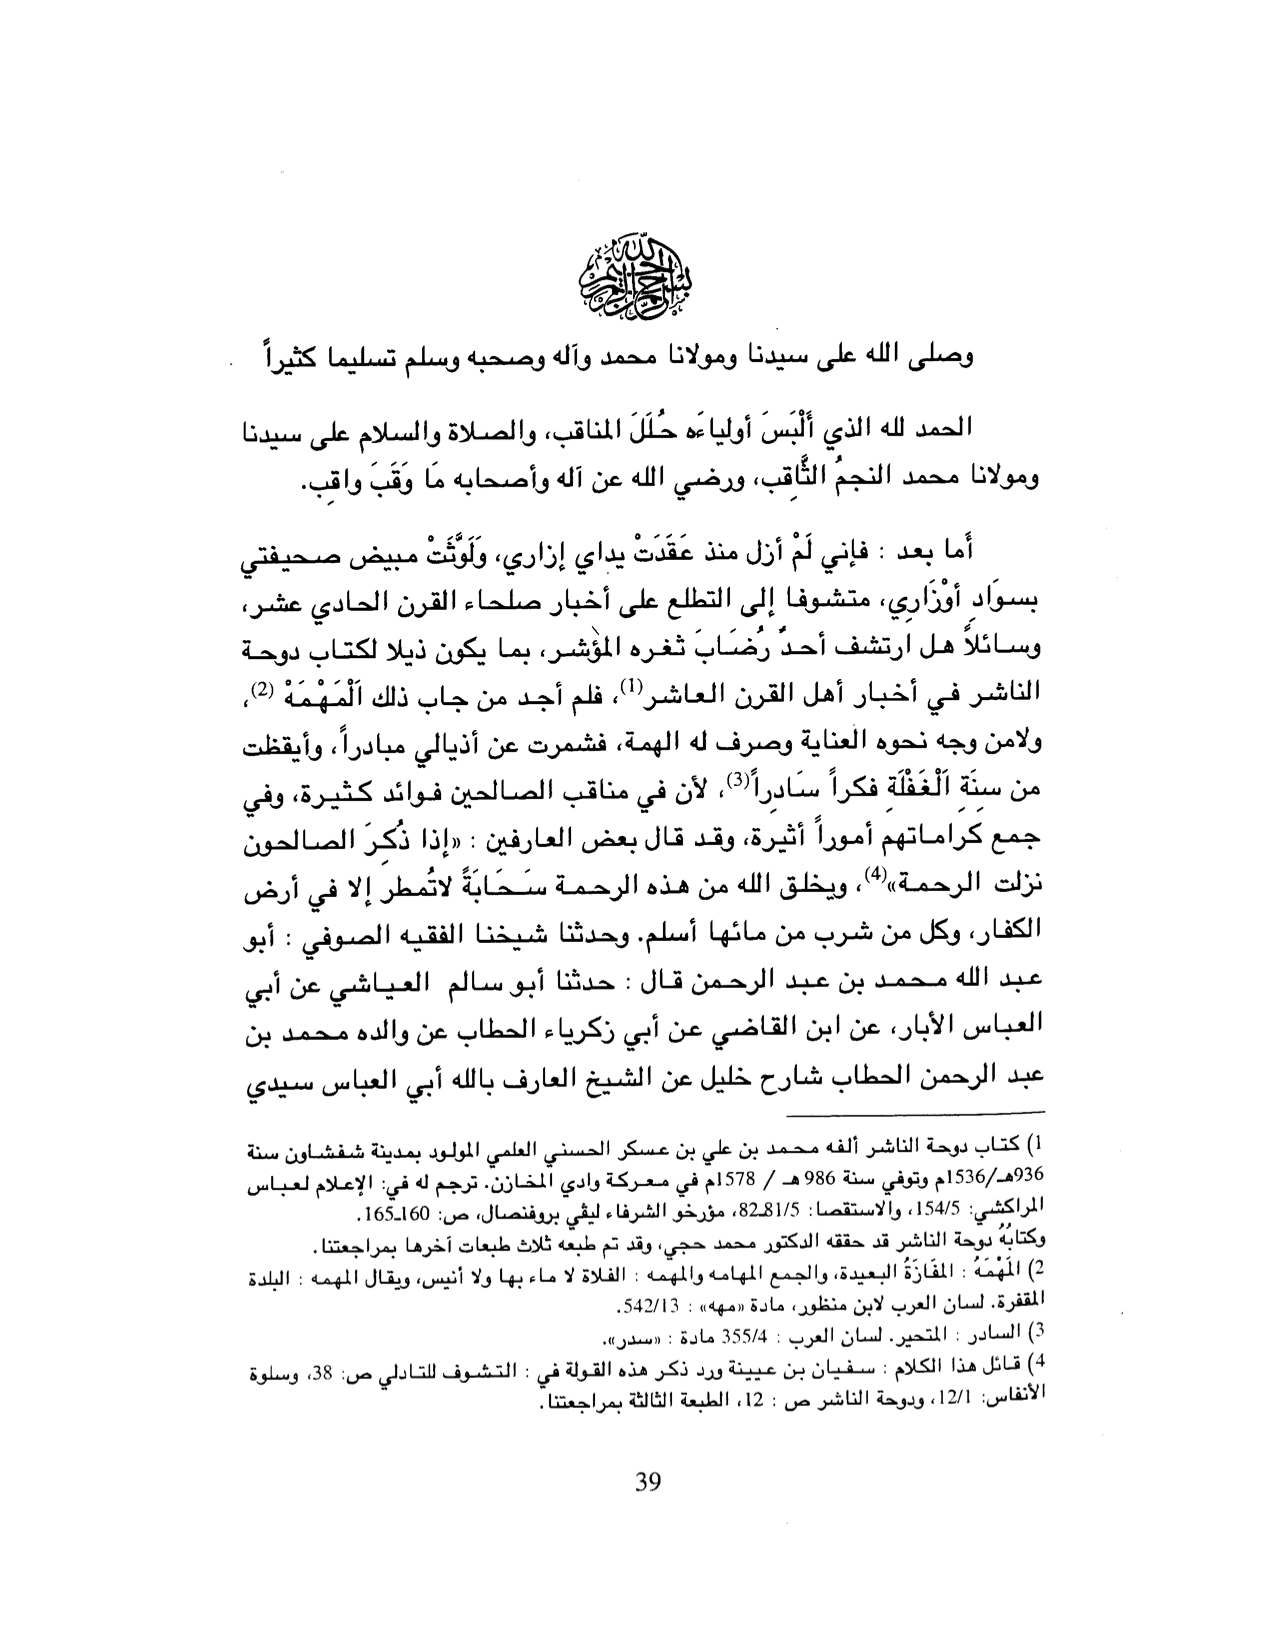 بسم الله الرحمن الرحيم
وصلى الله على سيدنا ومولانا محمد وآله وصحبه وسلم تسليما كثيراً
الحمد لله الذي أَلْبَسَ أولياءَه حُلَلَ المناقب، والصلاة والسلام على سيدنا
ومولانا محمد النجمُ الثَّاقِب، ورضي الله عن آله وأصحابه مَا وَقَبَ واقِب.
أما بعد : فإني لَمْ أزل منذ عَقَدَتْ يداي إزاري، وَلَوَّثَتْ مبيض صحيفتي
بسوَادِ أوْزَارِي، متشوفا إلى التطلع على أخبار صلحاء القرن الحادي عشر،
وسائلاً هل ارتشف أحدٌ رُضَابَ ثغره المؤشر، بما يكون ذيلا لكتاب دوحة
الناشر في أخبار أهل القرن العاشر(1)، فلم أجد من جاب ذلك اَلْمَهْمَهْ (2)،
ولامن وجه نحوه العناية وصرف له الهمة، فشمرت عن أذيالي مبادراً، وأيقظت
من سِنَةِ اَلْغَفْلَةِ فكراً سَادِراً(3)، لأن في مناقب الصالحين فوائد كثيرة، وفي
جمع كراماتهم أموراً أثيرة، وقد قال بعض العارفين : «إذا ذُكِرَ الصالحون
نزلت الرحمة»(4)، ويخلق الله من هذه الرحمة سَحَابَةً لاتُمطر إلا في أرض
الكفار، وكل من شرب من مائها أسلم. وحدثنا شيخنا الفقيه الصوفي : أبو
عبد الله محمد بن عبد الرحمن قال : حدثنا أبو سالم العياشي عن أبي
العباس الأبار، عن ابن القاضي عن أبي زكرياء الحطاب عن والده محمد بن
عبد الرحمن الحطاب شارح خليل عن الشيخ العارف بالله أبي العباس سيدي
1) كتاب دوحة الناشر ألفه محمد بن علي بن عسكر الحسني العلمي المولود بمدينة شفشاون سنة
936هـ/1536م وتوفي سنة 986 هـ / 1578م في معركة وادي المخازن. ترجم له في: الإعلام لعباس
المراكشي: 154/5، والاستقصا: 81/5ـ82، مؤرخو الشرفاء ليڤي بروفنصال، ص: 160ـ165.
وكتابهُ دوحة الناشر قد حققه الدكتور محمد حجي، وقد تم طبعه ثلاث طبعات آخرها بمراجعتنا.
2) المَهْمَهُ : المَفَازَةُ البعيدة، والجمع المهامه والمهمه : الفلاة لا ماء بها ولا أنيس، ويقال المهمه : البلدة
المقفرة. لسان العرب لابن منظور، مادة «مهه» : 542/13.
3) السادر : المتحير. لسان العرب : 355/4 مادة : «سدر».
4) قائل هذا الكلام : سفيان بن عيينة ورد ذكر هذه القولة في : التشوف للتادلي ص: 38، وسلوة
الأنفاس: 12/1، ودوحة الناشر ص : 12، الطبعة الثالثة بمراجعتنا.
39